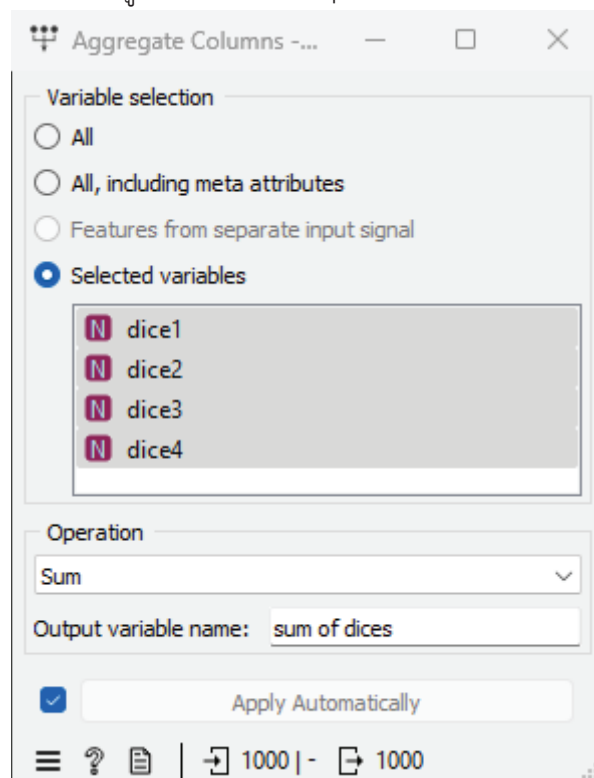 Aggregate Columns -...
Variable selection
All
All, including meta attributes
Features from separate input signal
Selected variables
N dice1
N dice2
N dice3
N dice4
Operation
Sum
Output variable name: sum of dices
Apply Automatically
? 1000 | - 1000